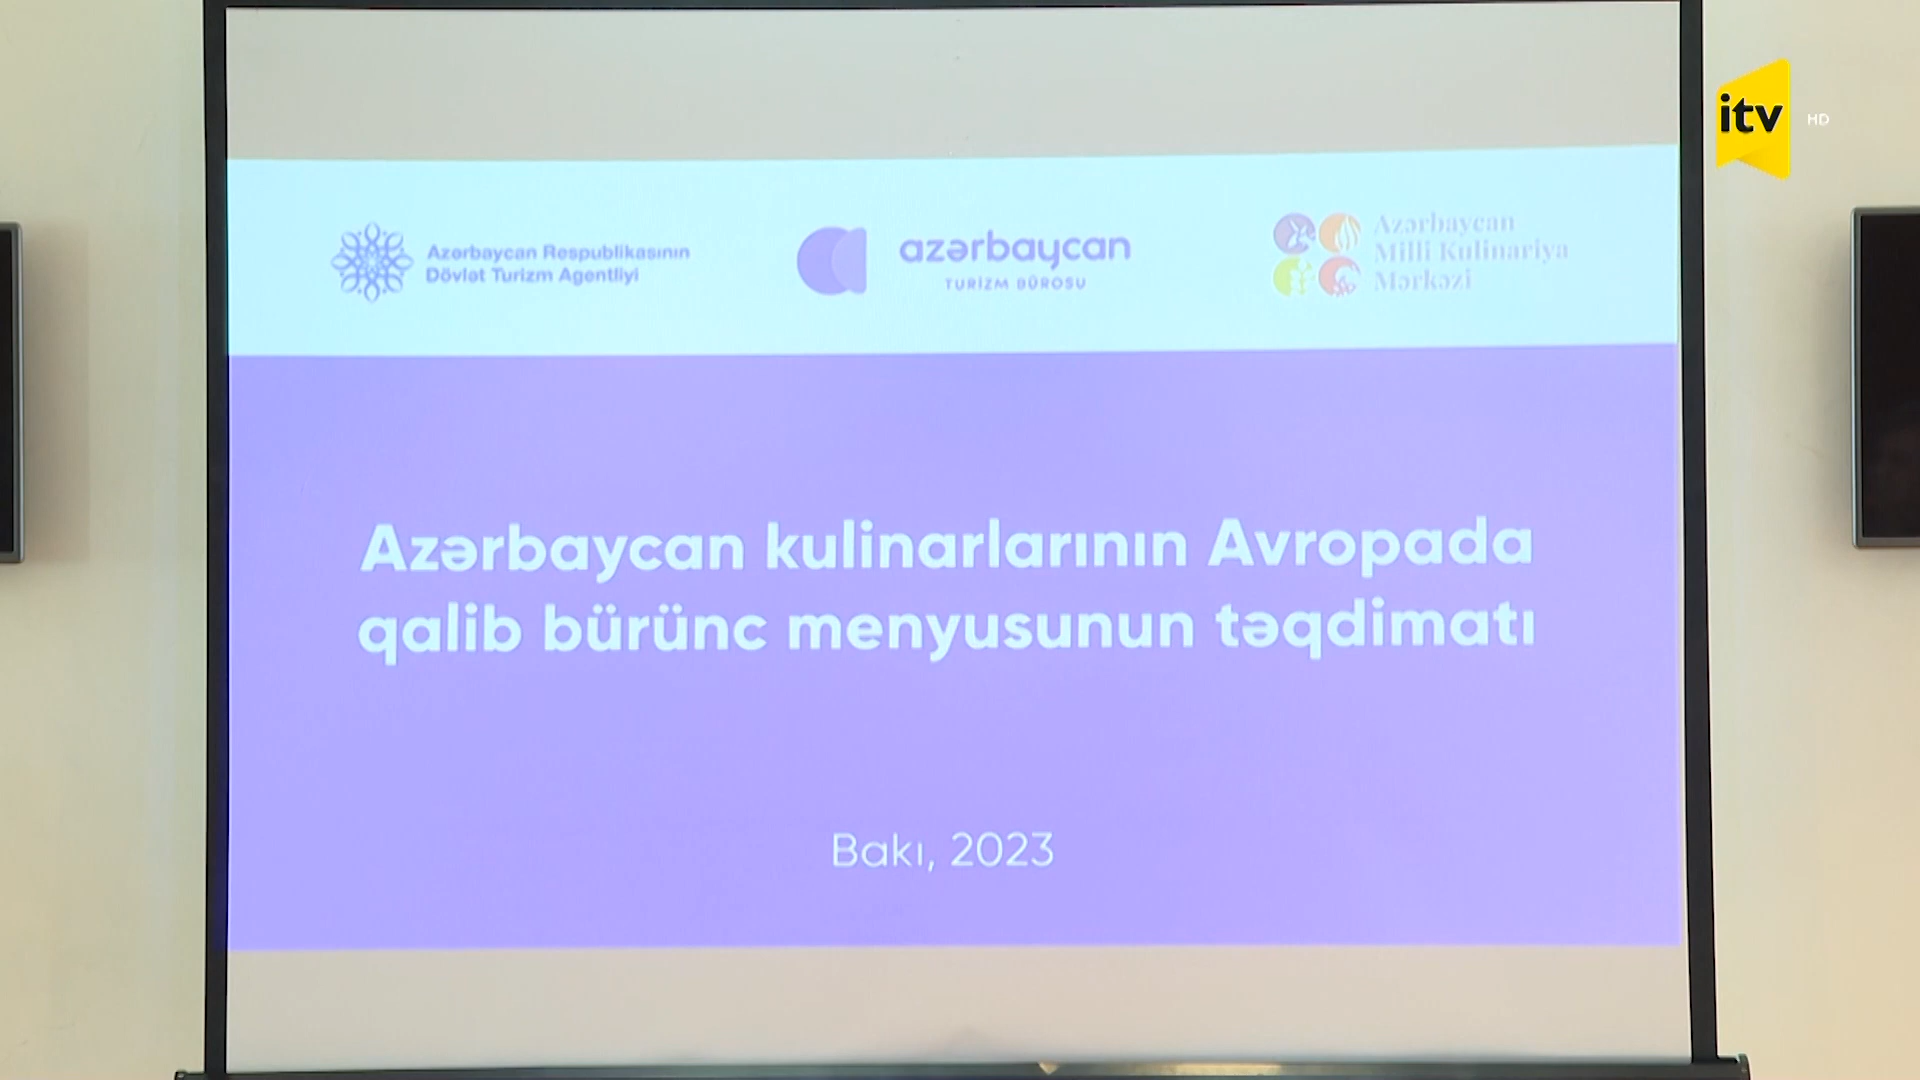 itv HD
Azərbaycan Respublikasının
Dövlət Turizm Agentliyi
azərbaycan
TURİZM BÜROSU
Azərbaycan
Milli Kulinariya
Mərkəzi
Azərbaycan kulinarlarının Avropada
qalib bürünc menyusunun təqdimatı
Bakı, 2023